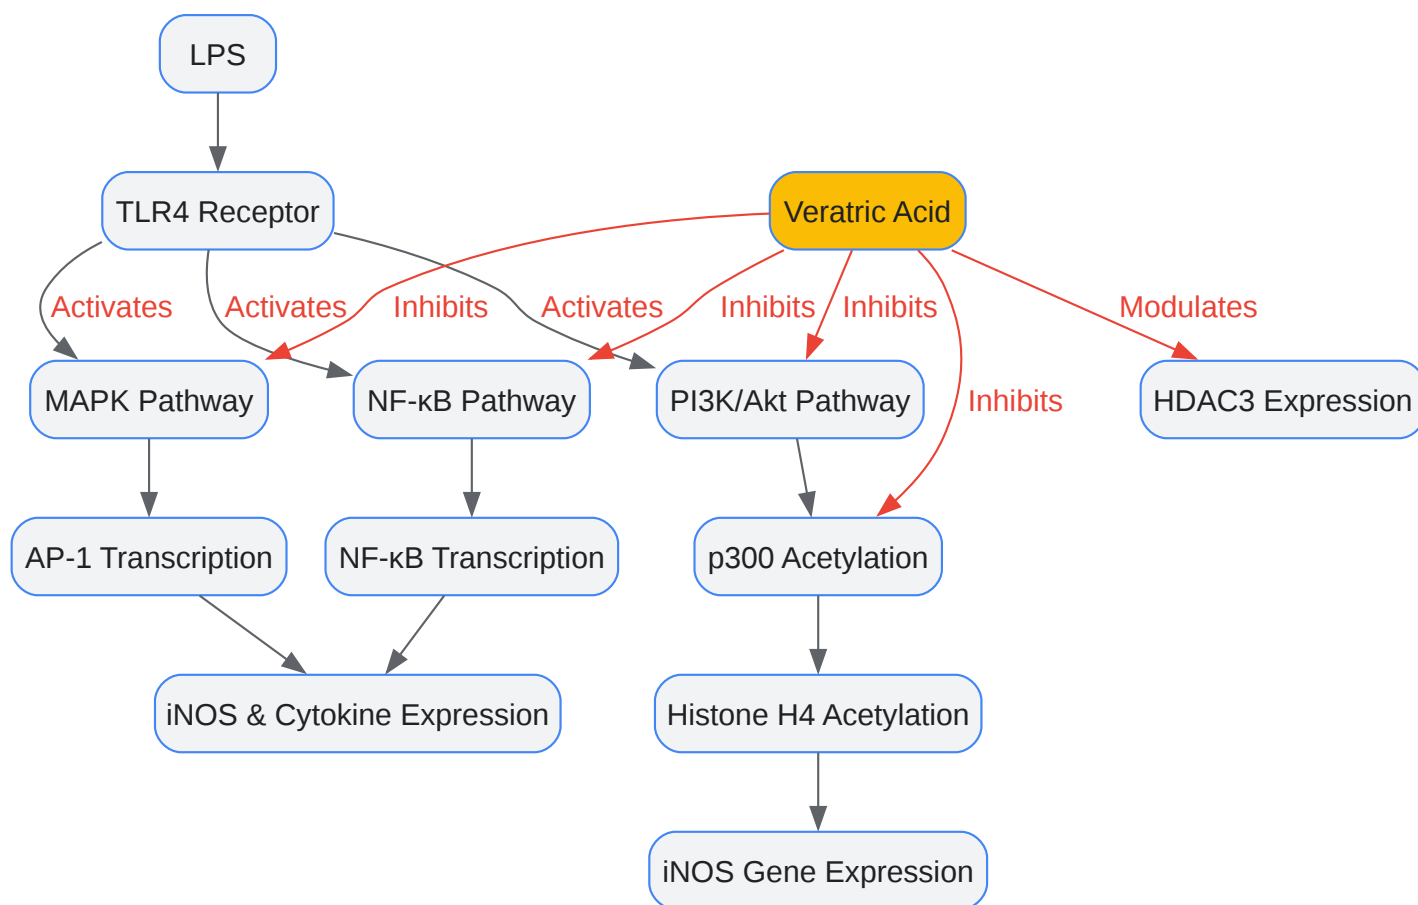 LPS
TLR4 Receptor
Veratric Acid
Activates
Activates
Inhibits
Activates
Inhibits
Inhibits
Modulates
MAPK Pathway
NF-κB Pathway
PI3K/Akt Pathway
Inhibits
HDAC3 Expression
AP-1 Transcription
NF-κB Transcription
p300 Acetylation
iNOS & Cytokine Expression
Histone H4 Acetylation
iNOS Gene Expression